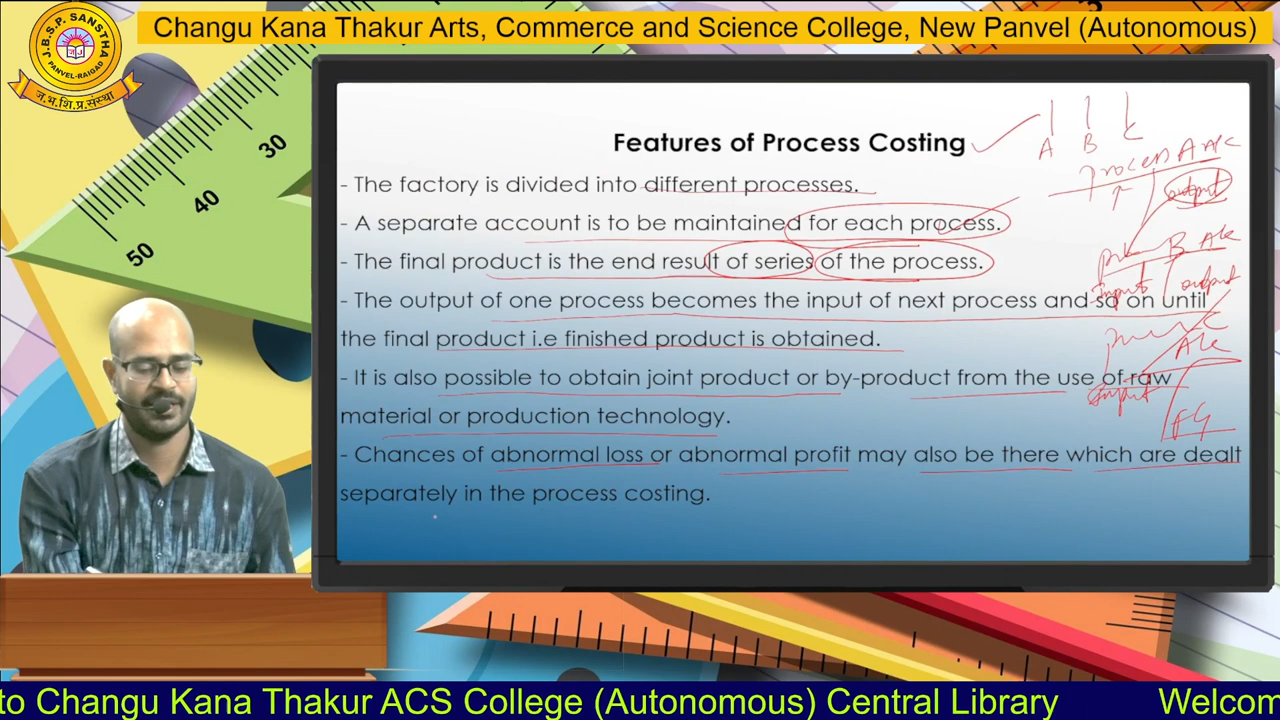 Changu Kana Thakur Arts, Commerce and Science College, New Panvel (Autonomous)
J.B.S.P. SANSTHA
PANVEL-RAIGAD
ज.भ.शि.प्र.संस्था
30
40
50
Features of Process Costing
- The factory is divided into different processes.
- A separate account is to be maintained for each process.
- The final product is the end result of series of the process.
- The output of one process becomes the input of next process and so on until
the final product i.e finished product is obtained.
- It is also possible to obtain joint product or by-product from the use of raw
material or production technology.
- Chances of abnormal loss or abnormal profit may also be there which are dealt
separately in the process costing.
A B C
Process A A/c
output
B A/c
input output
A/c
input
FG
to Changu Kana Thakur ACS College (Autonomous) Central Library Welcom